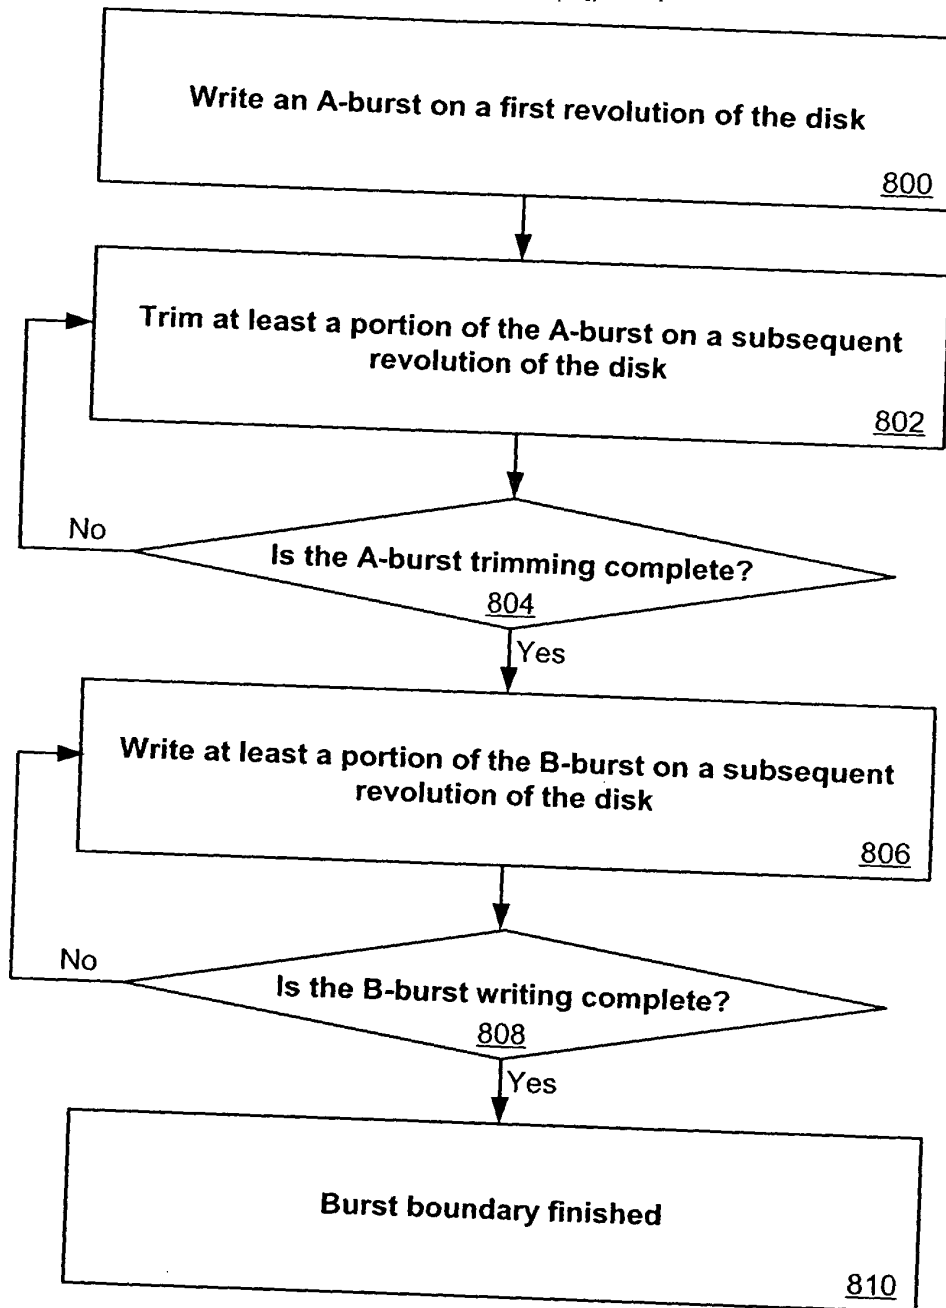 Write an A-burst on a first revolution of the disk
800
Trim at least a portion of the A-burst on a subsequent
revolution of the disk
802
No
Is the A-burst trimming complete?
804
Yes
Write at least a portion of the B-burst on a subsequent
revolution of the disk
806
No
Is the B-burst writing complete?
808
Yes
Burst boundary finished
810